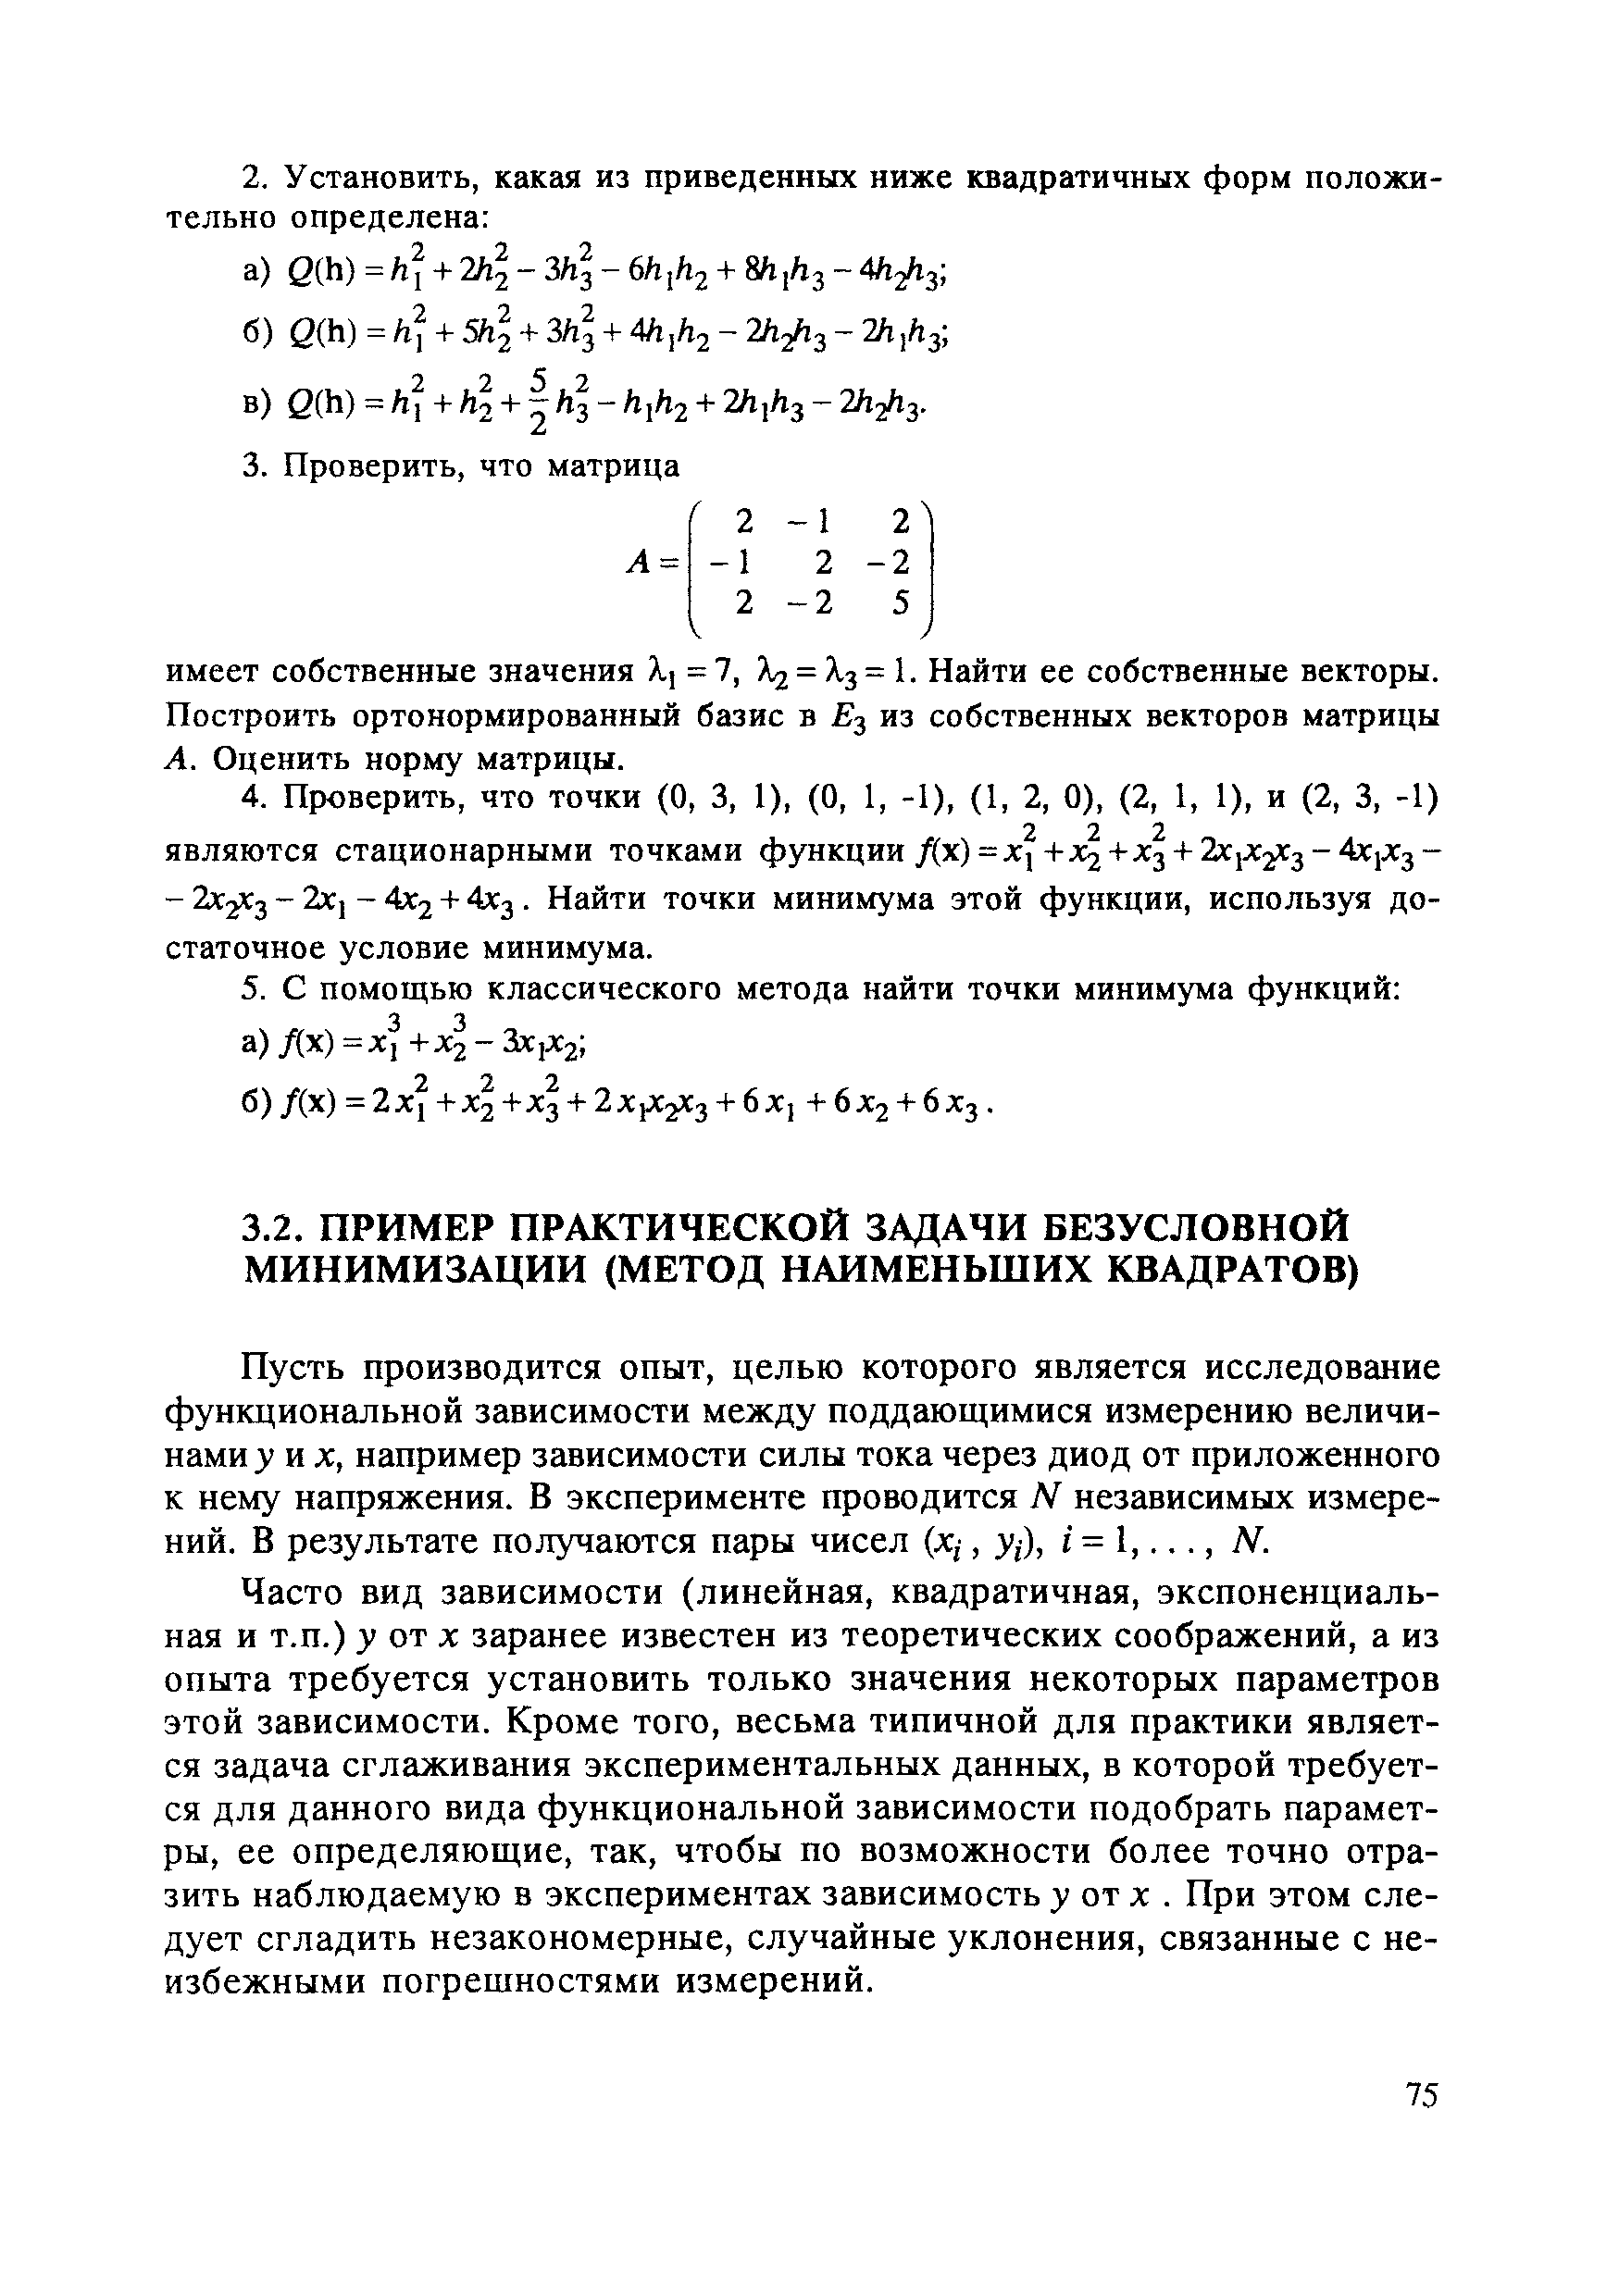 2. Установить, какая из приведенных ниже квадратичных форм положи-
тельно определена:
а) Q(h) = h₁² + 2h₂² − 3h₃² − 6h₁h₂ + 8h₁h₃ − 4h₂h₃;
б) Q(h) = h₁² + 5h₂² + 3h₃² + 4h₁h₂ − 2h₂h₃ − 2h₁h₃;
в) Q(h) = h₁² + h₂² + 5/2 h₃² − h₁h₂ + 2h₁h₃ − 2h₂h₃.
3. Проверить, что матрица
2 −1 2
A = −1 2 −2
2 −2 5
имеет собственные значения λ₁ = 7, λ₂ = λ₃ = 1. Найти ее собственные векторы.
Построить ортонормированный базис в E₃ из собственных векторов матрицы
A. Оценить норму матрицы.
4. Проверить, что точки (0, 3, 1), (0, 1, -1), (1, 2, 0), (2, 1, 1), и (2, 3, -1)
являются стационарными точками функции f(x) = x₁² + x₂² + x₃² + 2x₁x₂x₃ − 4x₁x₃ −
− 2x₂x₃ − 2x₁ − 4x₂ + 4x₃. Найти точки минимума этой функции, используя до-
статочное условие минимума.
5. С помощью классического метода найти точки минимума функций:
а) f(x) = x₁³ + x₂³ − 3x₁x₂;
б) f(x) = 2x₁² + x₂² + x₃² + 2x₁x₂x₃ + 6x₁ + 6x₂ + 6x₃.
3.2. ПРИМЕР ПРАКТИЧЕСКОЙ ЗАДАЧИ БЕЗУСЛОВНОЙ
МИНИМИЗАЦИИ (МЕТОД НАИМЕНЬШИХ КВАДРАТОВ)
Пусть производится опыт, целью которого является исследование
функциональной зависимости между поддающимися измерению величи-
нами y и x, например зависимости силы тока через диод от приложенного
к нему напряжения. В эксперименте проводится N независимых измере-
ний. В результате получаются пары чисел (xᵢ, yᵢ), i = 1,..., N.
Часто вид зависимости (линейная, квадратичная, экспоненциаль-
ная и т.п.) y от x заранее известен из теоретических соображений, а из
опыта требуется установить только значения некоторых параметров
этой зависимости. Кроме того, весьма типичной для практики являет-
ся задача сглаживания экспериментальных данных, в которой требует-
ся для данного вида функциональной зависимости подобрать парамет-
ры, ее определяющие, так, чтобы по возможности более точно отра-
зить наблюдаемую в экспериментах зависимость y от x . При этом сле-
дует сгладить незакономерные, случайные уклонения, связанные с не-
избежными погрешностями измерений.
75